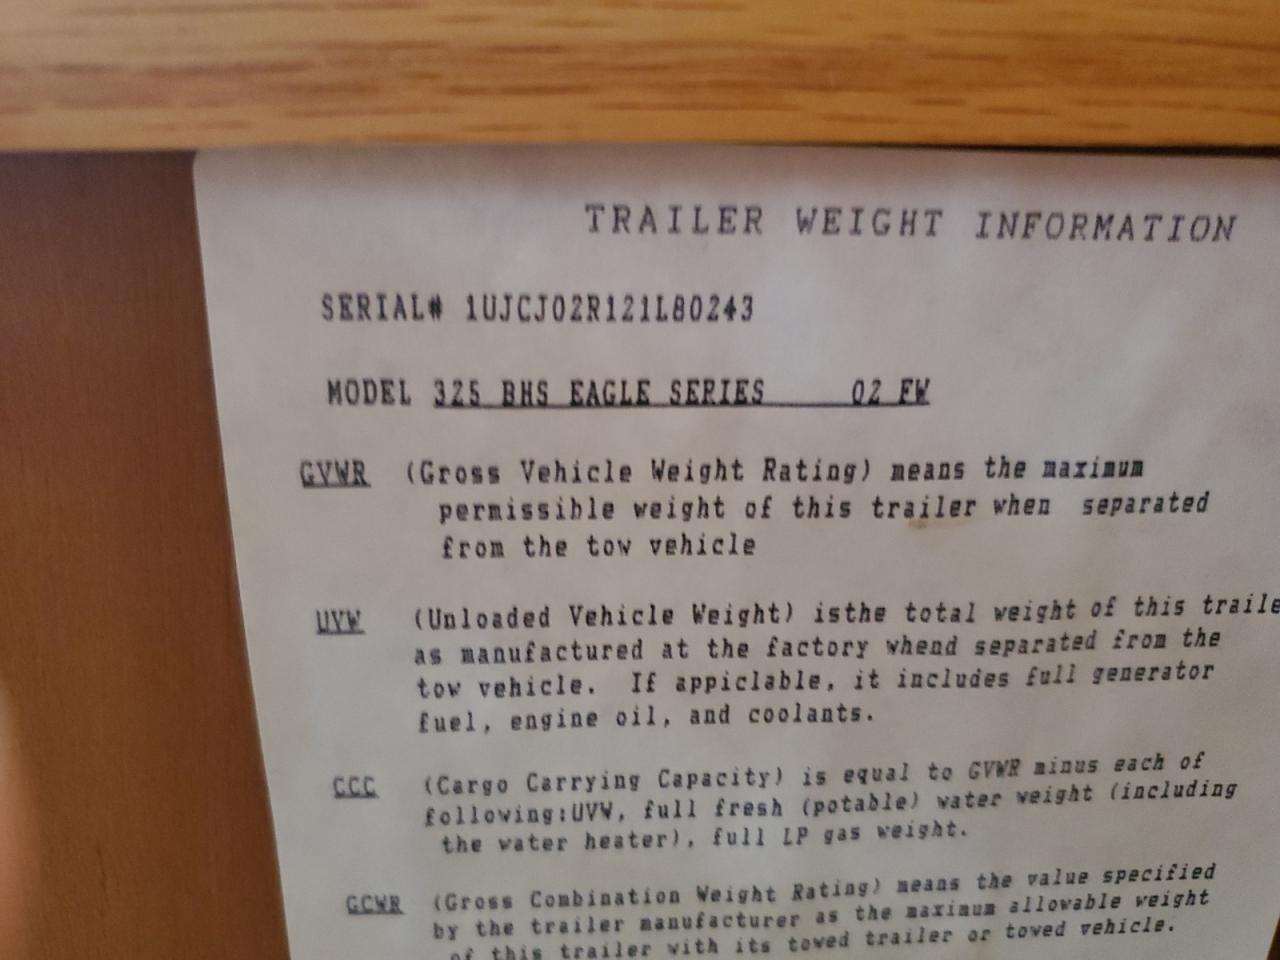 TRAILER WEIGHT INFORMATION
SERIAL# 1UJCJ02R121L80243
MODEL 325 BHS EAGLE SERIES 02 FW
GVWR (Gross Vehicle Weight Rating) means the maximum
permissible weight of this trailer when separated
from the tow vehicle
UVW (Unloaded Vehicle Weight) isthe total weight of this traile
as manufactured at the factory whend separated from the
tow vehicle. If appiclable, it includes full generator
fuel, engine oil, and coolants.
CCC (Cargo Carrying Capacity) is equal to GVWR minus each of
following:UVW, full fresh (potable) water weight (including
the water heater), full LP gas weight.
GCWR (Gross Combination Weight Rating) means the value specified
by the trailer manufacturer as the maximum allowable weight
of this trailer with its towed trailer or towed vehicle.